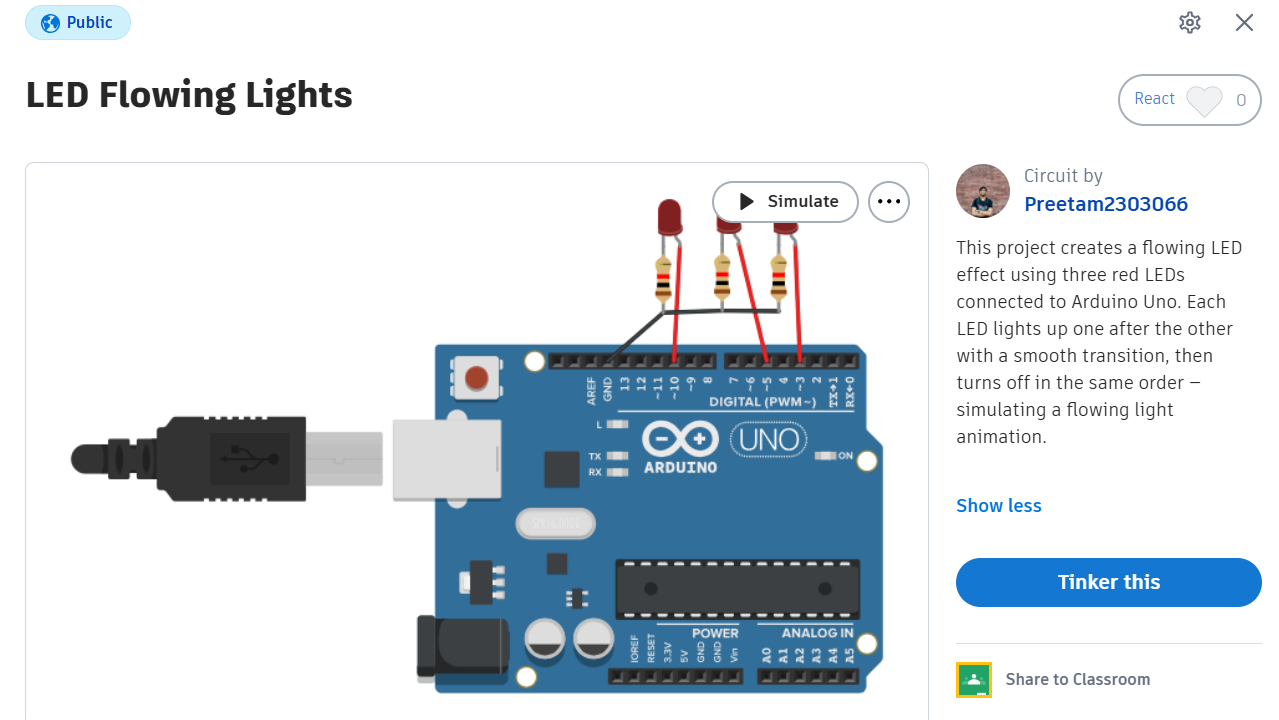 Public
LED Flowing Lights
React 0
Simulate
Circuit by
Preetam2303066
This project creates a flowing LED
effect using three red LEDs
connected to Arduino Uno. Each
LED lights up one after the other
with a smooth transition, then
turns off in the same order –
simulating a flowing light
animation.
Show less
Tinker this
Share to Classroom
AREF
GND
13
12
~11
~10
~9
8
7
~6
~5
4
~3
2
TX→1
RX←0
DIGITAL (PWM~)
L
TX
RX
ARDUINO
UNO
ON
POWER
ANALOG IN
IOREF
RESET
3.3V
5V
GND
GND
Vin
A0
A1
A2
A3
A4
A5